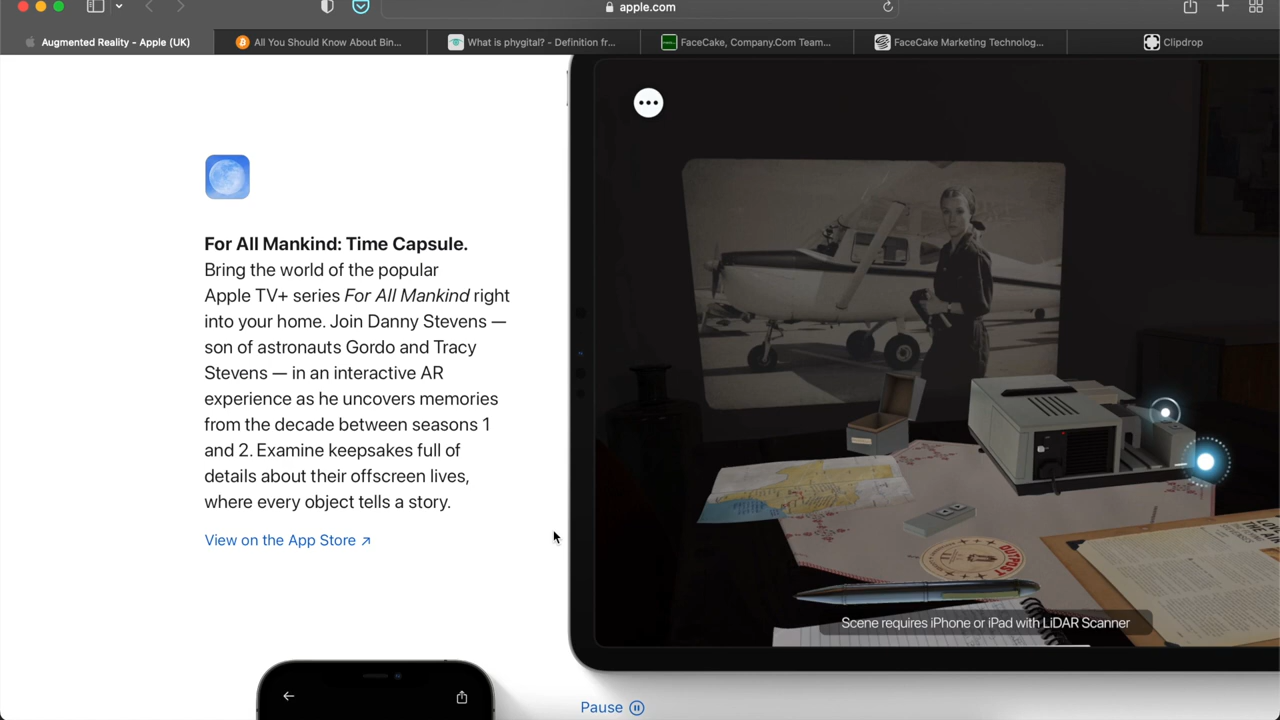 apple.com
Augmented Reality - Apple (UK)
All You Should Know About Bin...
What is phygital? - Definition fr...
FaceCake, Company.Com Team...
FaceCake Marketing Technolog...
Clipdrop
For All Mankind: Time Capsule.
Bring the world of the popular
Apple TV+ series For All Mankind right
into your home. Join Danny Stevens —
son of astronauts Gordo and Tracy
Stevens — in an interactive AR
experience as he uncovers memories
from the decade between seasons 1
and 2. Examine keepsakes full of
details about their offscreen lives,
where every object tells a story.
View on the App Store ↗
OUTPOST
Scene requires iPhone or iPad with LiDAR Scanner
Pause